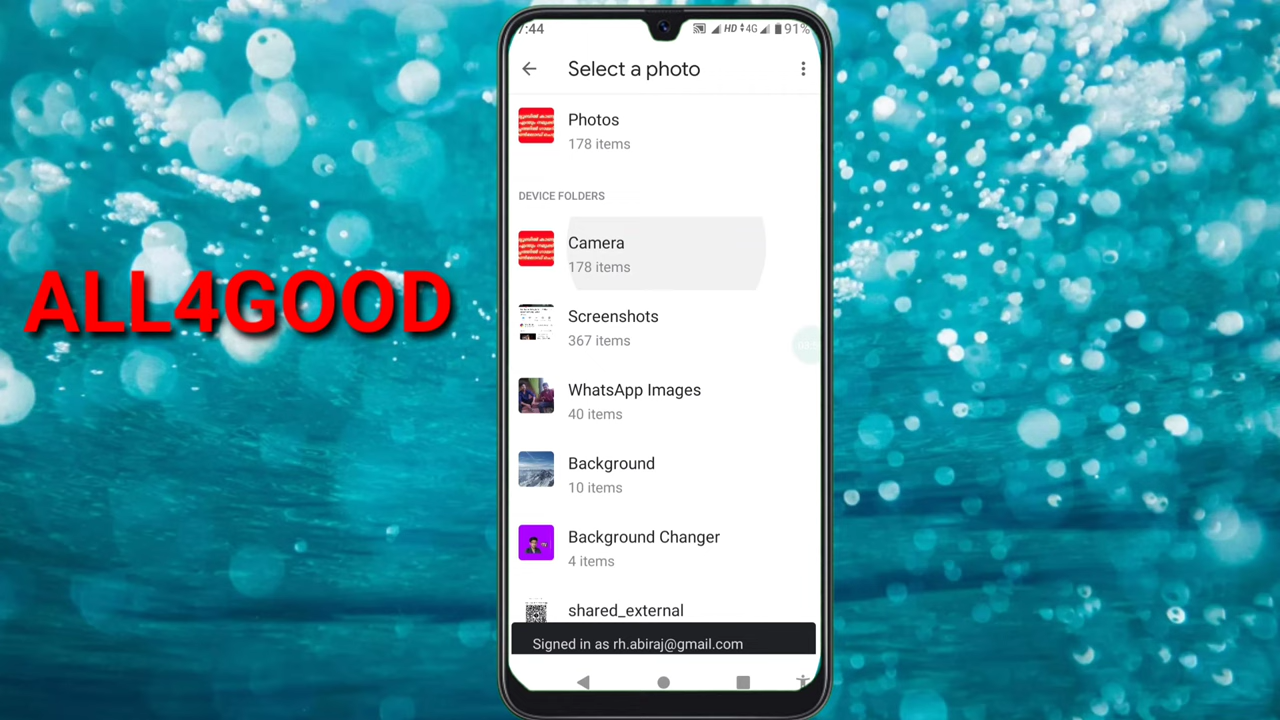 7:44 HD 4G 91%
Select a photo
Photos
178 items
DEVICE FOLDERS
Camera
178 items
ALL4GOOD
Screenshots
367 items
WhatsApp Images
40 items
Background
10 items
Background Changer
4 items
shared_external
Signed in as rh.abiraj@gmail.com